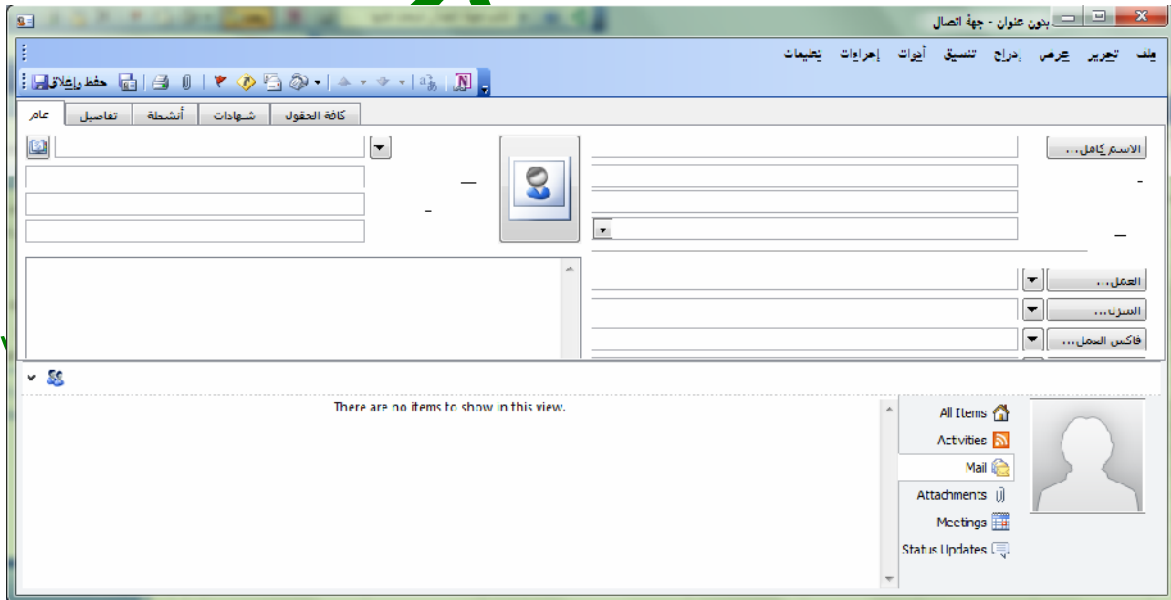 بدون عنوان - جهة اتصال
ملف تحرير عرض إدراج تنسيق أدوات إجراءات تعليمات
حفظ وإغلاق
عام تفاصيل أنشطة شهادات كافة الحقول
الاسم كامل...
العمل...
المنزل...
فاكس العمل...
There are no items to show in this view.
All Items
Activities
Mail
Attachments
Meetings
Status Updates